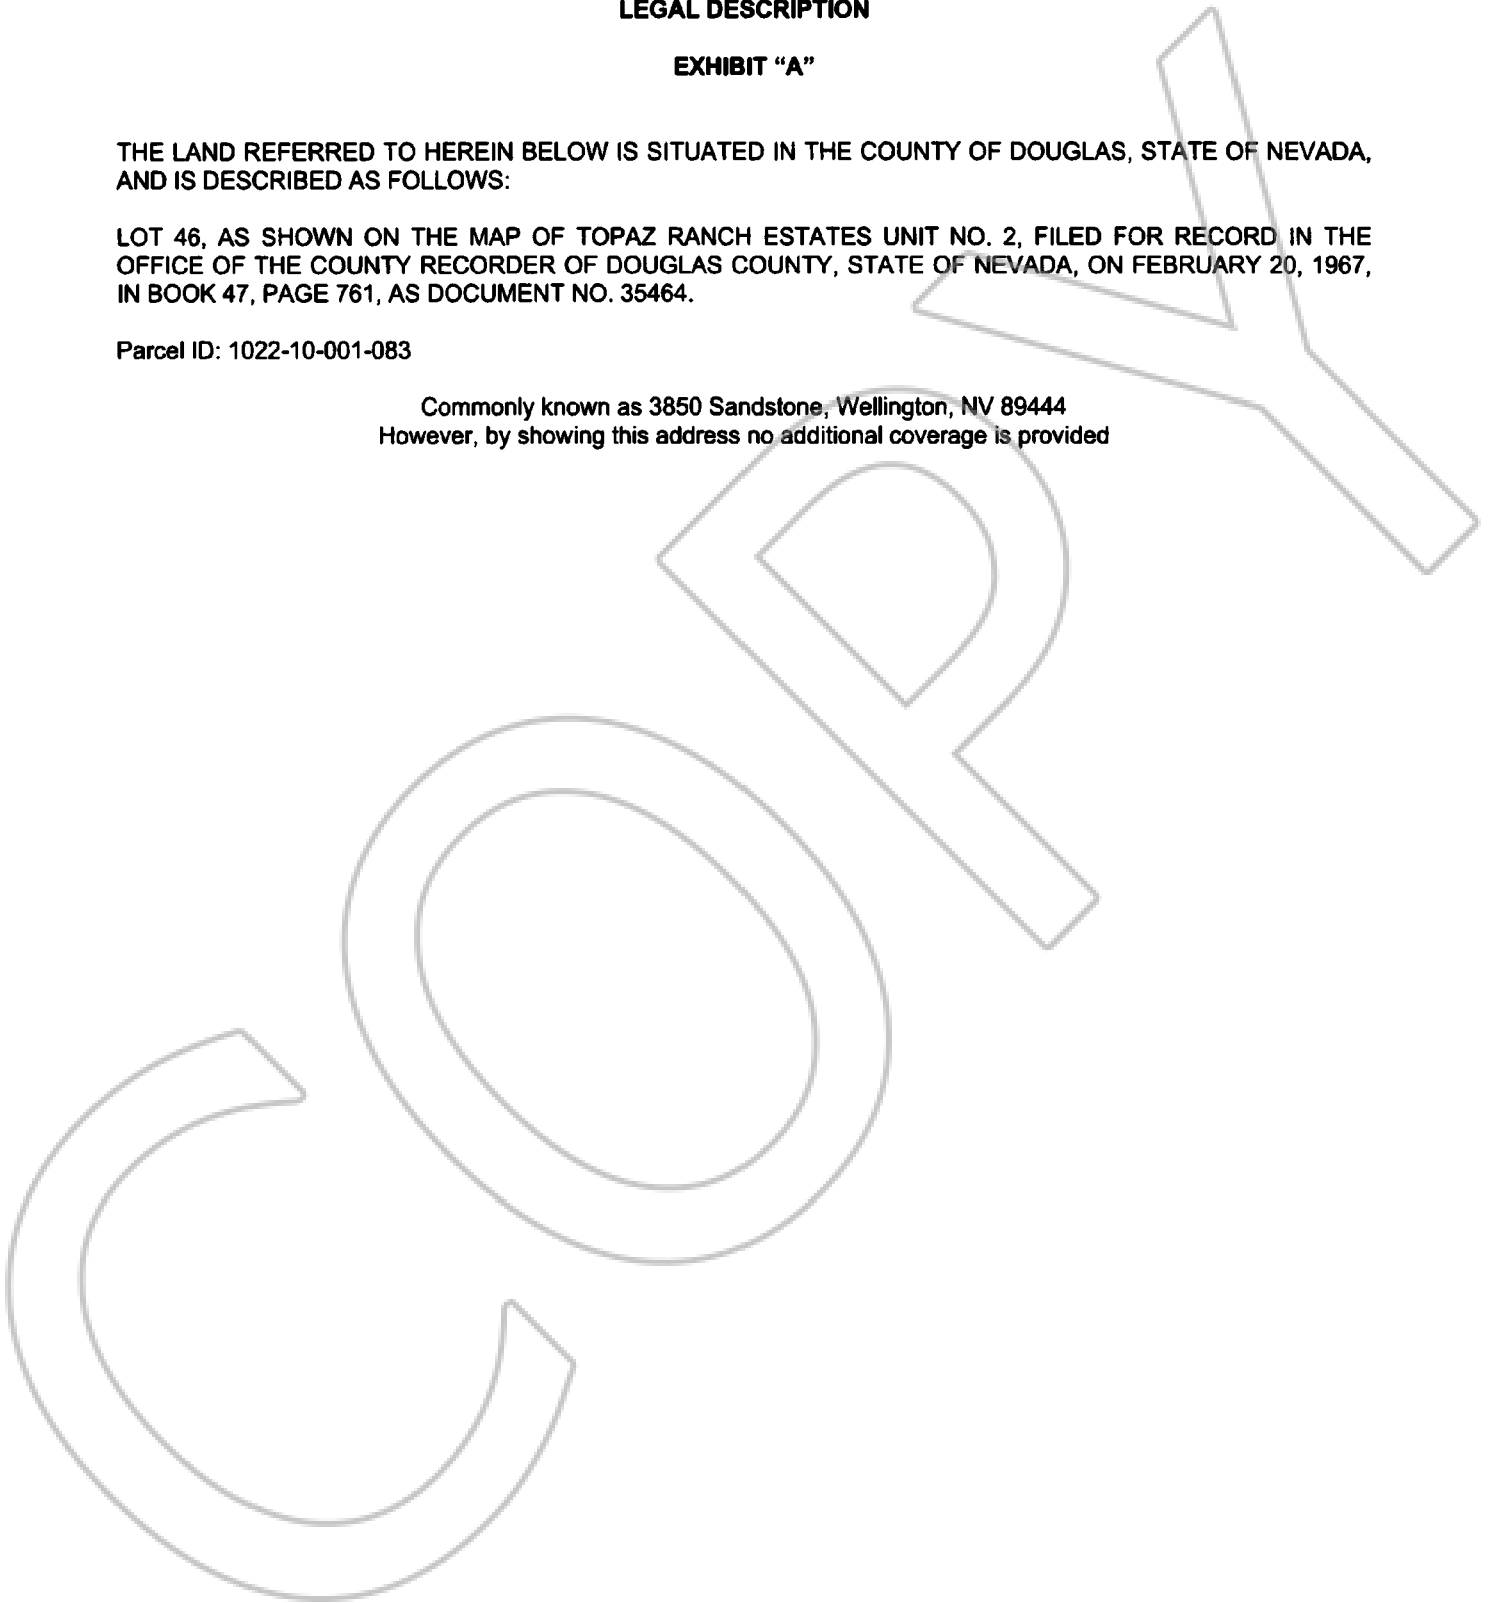 LEGAL DESCRIPTION
EXHIBIT “A”
THE LAND REFERRED TO HEREIN BELOW IS SITUATED IN THE COUNTY OF DOUGLAS, STATE OF NEVADA,
AND IS DESCRIBED AS FOLLOWS:
LOT 46, AS SHOWN ON THE MAP OF TOPAZ RANCH ESTATES UNIT NO. 2, FILED FOR RECORD IN THE
OFFICE OF THE COUNTY RECORDER OF DOUGLAS COUNTY, STATE OF NEVADA, ON FEBRUARY 20, 1967,
IN BOOK 47, PAGE 761, AS DOCUMENT NO. 35464.
Parcel ID: 1022-10-001-083
Commonly known as 3850 Sandstone, Wellington, NV 89444
However, by showing this address no additional coverage is provided
COPY